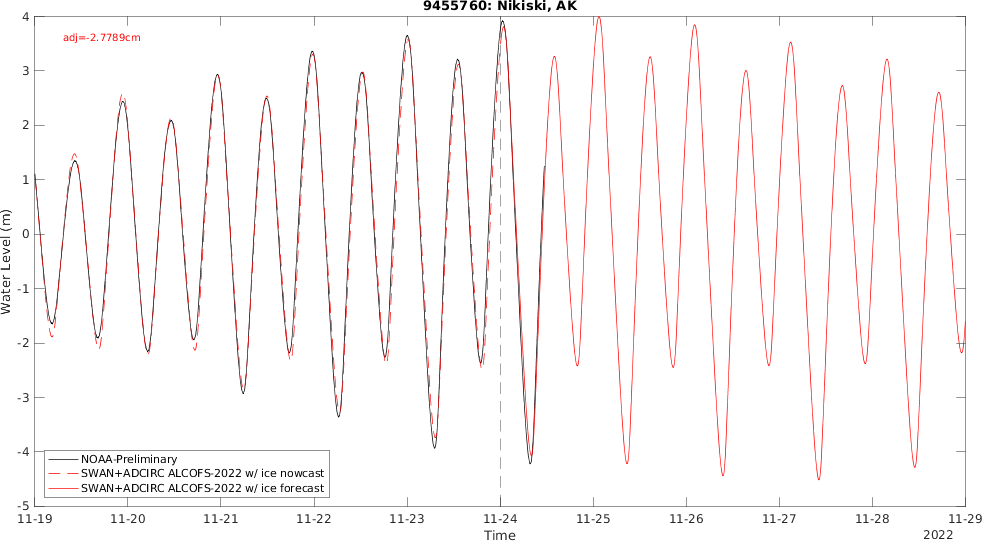 9455760: Nikiski, AK
adj=-2.7789cm
4
3
2
1
0
-1
-2
-3
-4
-5
Water Level (m)
NOAA-Preliminary
SWAN+ADCIRC ALCOFS-2022 w/ ice nowcast
SWAN+ADCIRC ALCOFS-2022 w/ ice forecast
11-19 11-20 11-21 11-22 11-23 11-24 11-25 11-26 11-27 11-28 11-29
Time
2022